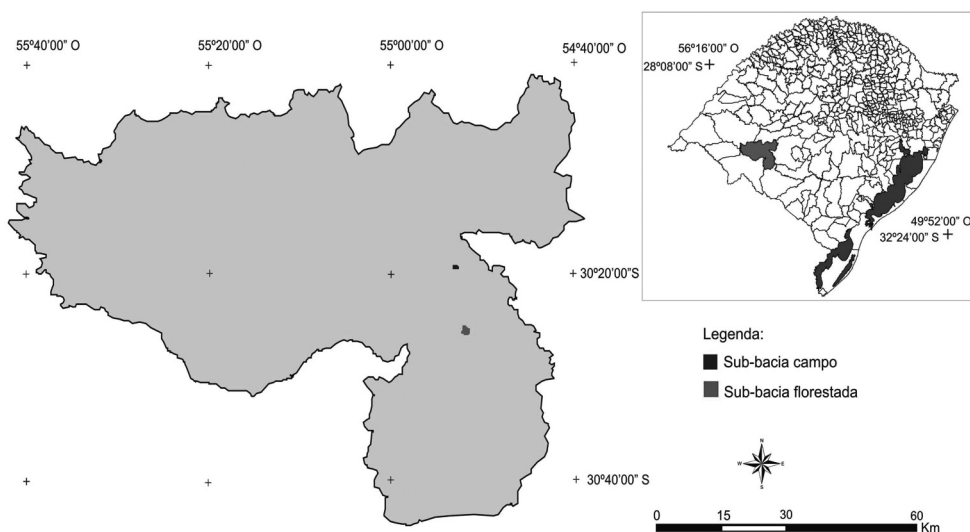 55º40'00" O
55º20'00" O
55º00'00" O
54º40'00" O
56º16'00" O
28º08'00" S
49º52'00" O
32º24'00" S
30º20'00"S
Legenda:
Sub-bacia campo
Sub-bacia florestada
N
W
E
S
30º40'00" S
0 15 30 60
Km